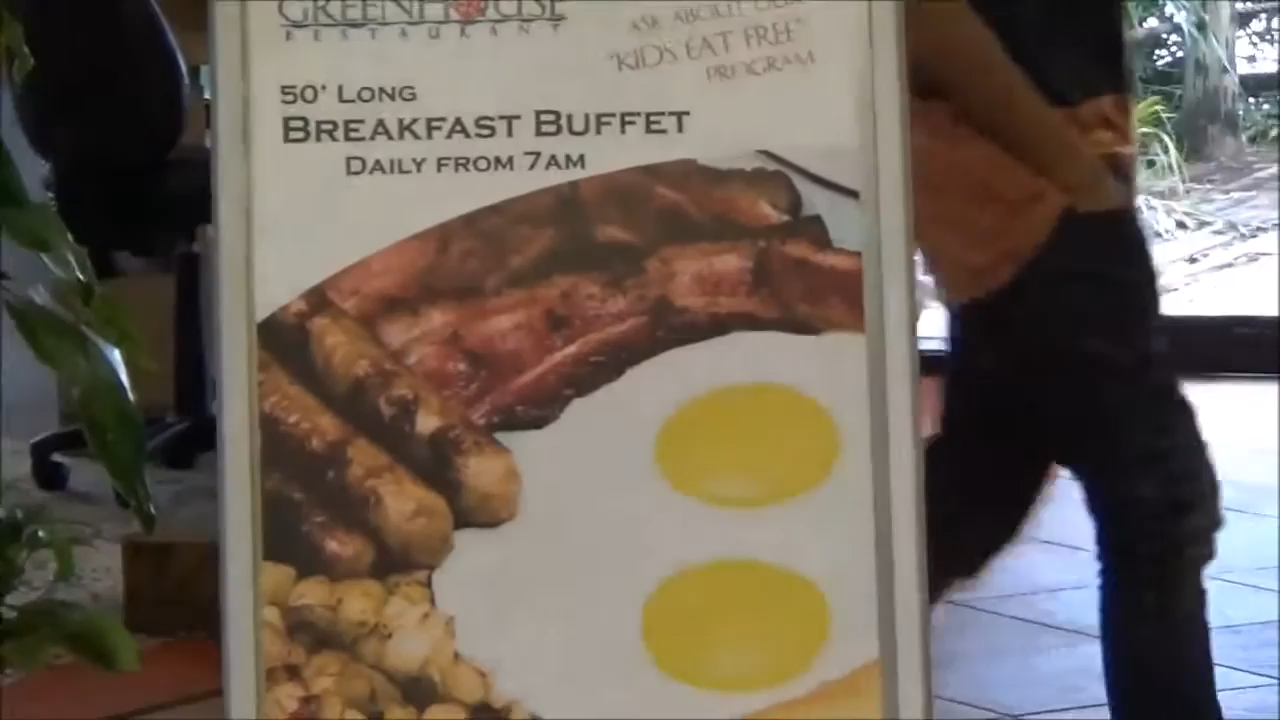 GREENHOUSE
RESTAURANT
ASK ABOUT OUR
"KIDS EAT FREE"
PROGRAM
50' LONG
BREAKFAST BUFFET
DAILY FROM 7AM